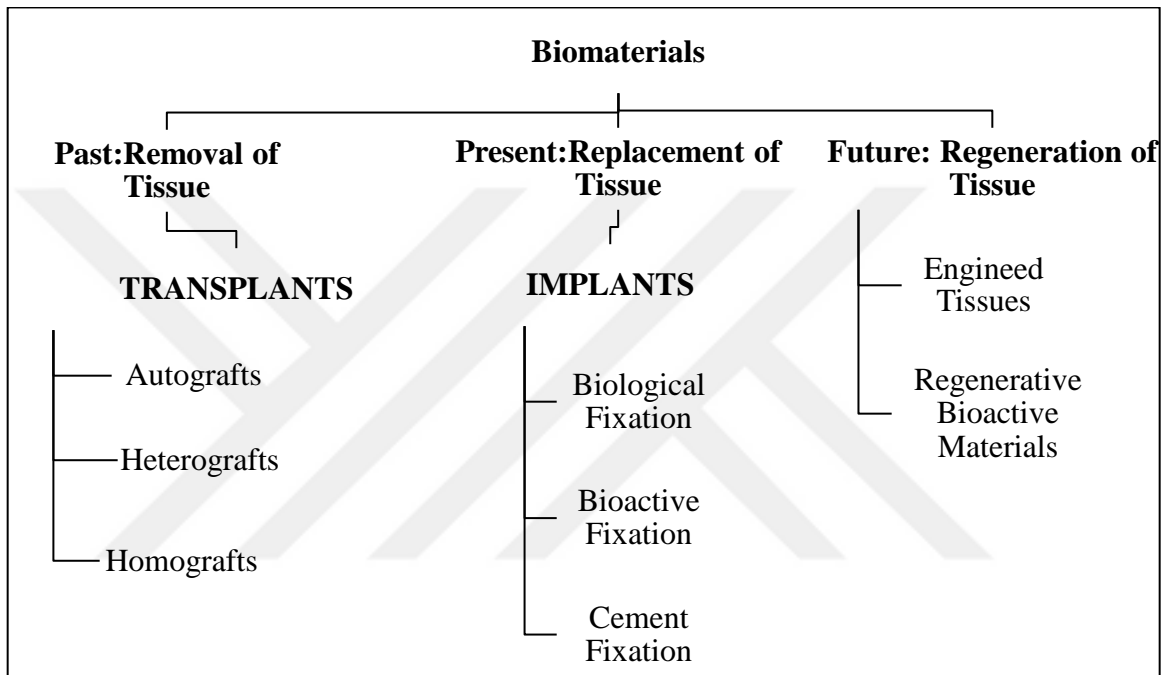 Biomaterials
Past:Removal of
Tissue
TRANSPLANTS
Autografts
Heterografts
Homografts
Present:Replacement of
Tissue
IMPLANTS
Biological
Fixation
Bioactive
Fixation
Cement
Fixation
Future: Regeneration of
Tissue
Engineed
Tissues
Regenerative
Bioactive
Materials